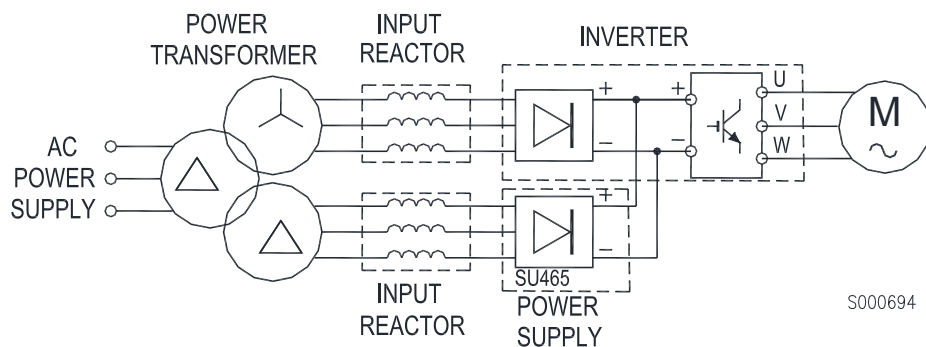 POWER
TRANSFORMER
INPUT
REACTOR
INVERTER
AC
POWER
SUPPLY
+
+
−
−
U
V
W
M
+
−
SU465
INPUT
REACTOR
POWER
SUPPLY
S000694